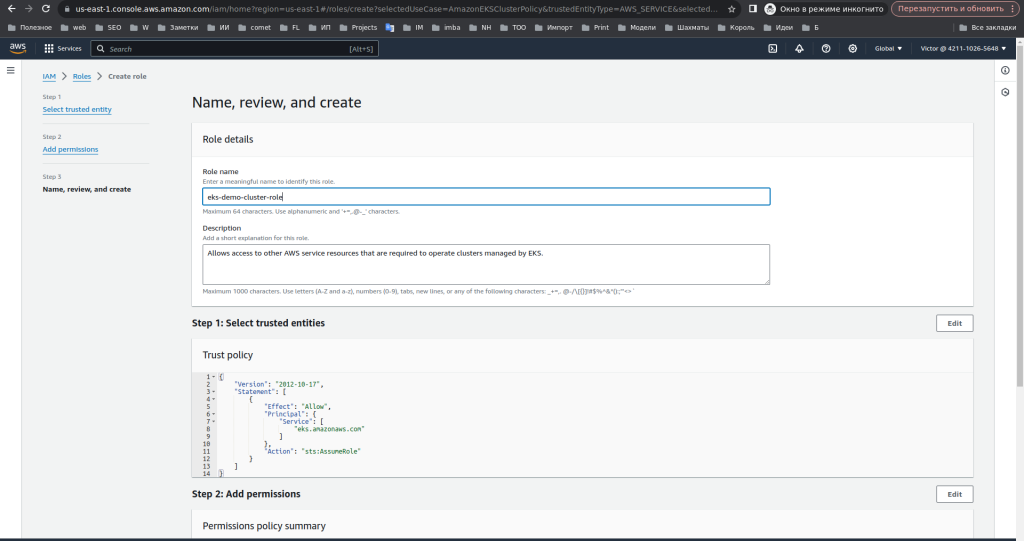 us-east-1.console.aws.amazon.com/iam/home?region=us-east-1#/roles/create?selectedUseCase=AmazonEKSClusterPolicy&trustedEntityType=AWS_SERVICE&selected...
Окно в режиме инкогнито
Перезапустить и обновить
Полезное web SEO W Заметки ИИ comet FL ИП Projects IM imba NH ТОО Импорт Print Модели Шахматы Король Идеи Б Все закладки
aws Services Search [Alt+S] Global Victor @ 4211-1026-5648
IAM > Roles > Create role
Step 1
Select trusted entity
Step 2
Add permissions
Step 3
Name, review, and create
Name, review, and create
Role details
Role name
Enter a meaningful name to identify this role.
eks-demo-cluster-role
Maximum 64 characters. Use alphanumeric and '+=,.@-_' characters.
Description
Add a short explanation for this role.
Allows access to other AWS service resources that are required to operate clusters managed by EKS.
Maximum 1000 characters. Use letters (A-Z and a-z), numbers (0-9), tabs, new lines, or any of the following characters:
Step 1: Select trusted entities
Edit
Trust policy
1 {
2 "Version": "2012-10-17",
3 "Statement": [
4 {
5 "Effect": "Allow",
6 "Principal": {
7 "Service": [
8 "eks.amazonaws.com"
9 ]
10 },
11 "Action": "sts:AssumeRole"
12 }
13 ]
14 }
Step 2: Add permissions
Edit
Permissions policy summary